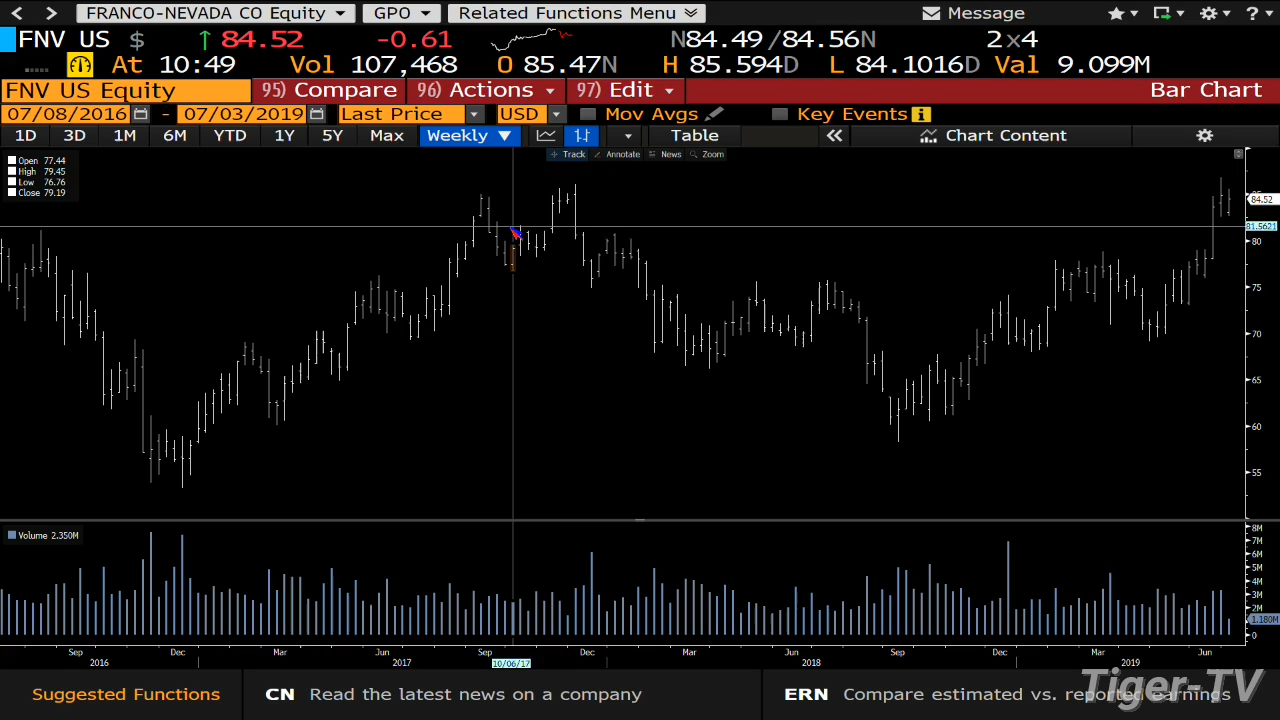 FRANCO-NEVADA CO Equity GPO Related Functions Menu Message ?
FNV US $ ↑ 84.52 -0.61 N84.49 /84.56N 2x4
At 10:49 Vol 107,468 O 85.47N H 85.594D L 84.1016D Val 9.099M
FNV US Equity 95) Compare 96) Actions 97) Edit Bar Chart
07/08/2016 - 07/03/2019 Last Price USD Mov Avgs Key Events i
1D 3D 1M 6M YTD 1Y 5Y Max Weekly ▼ Table « Chart Content
Track Annotate News Zoom
Open 77.44
High 79.45
Low 76.76
Close 79.19
84.52
81.5621
80
75
70
65
60
55
Volume 2.350M
8M
7M
6M
5M
4M
3M
2M
1.180M
0
Sep Dec Mar Jun Sep Dec Mar Jun Sep Dec Mar Jun
2016 2017 10/06/17 2018 2019
Suggested Functions CN Read the latest news on a company ERN Compare estimated vs. reported earnings
Tiger-TV